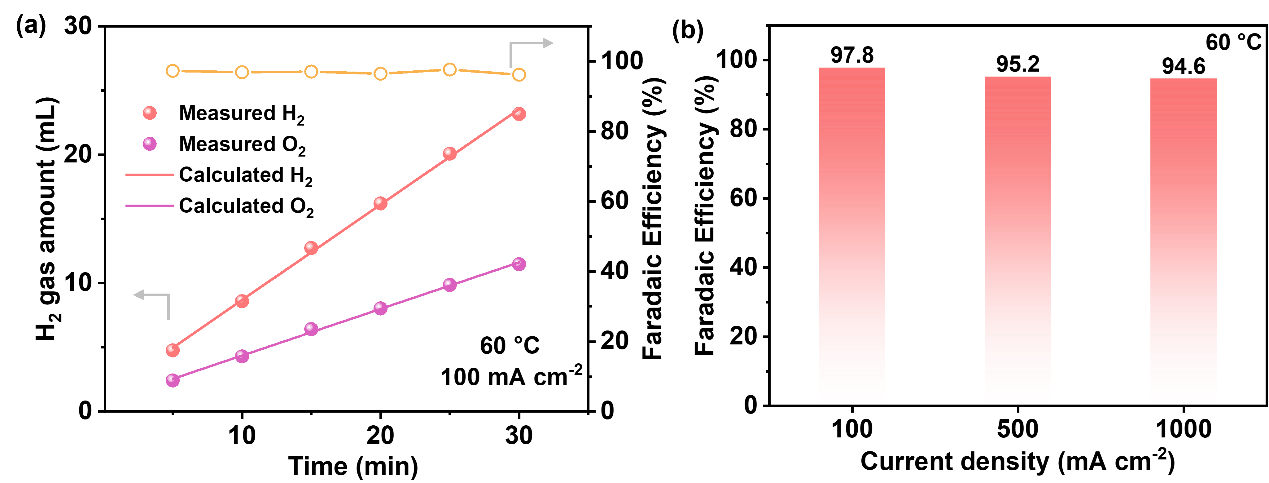 (a)
H2 gas amount (mL)
30
20
10
0
Measured H2
Measured O2
Calculated H2
Calculated O2
60 °C
100 mA cm-2
10
20
30
Time (min)
100
80
60
40
20
0
Faradaic Efficiency (%)
(b)
60 °C
Faradaic Efficiency (%)
100
80
60
40
20
0
97.8
95.2
94.6
100
500
1000
Current density (mA cm-2)